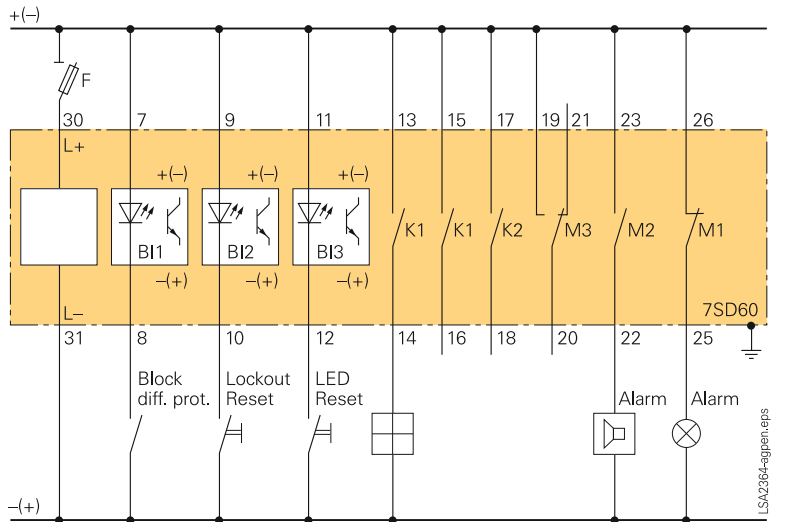 +(–)
F
30 7 9 11 13 15 17 19 21 23 26
L+
+(–) +(–) +(–)
K1 K1 K2 M3 M2 M1
BI1 BI2 BI3
–(+) –(+) –(+)
L–
7SD60
31 8 10 12 14 16 18 20 22 25
Block
diff. prot.
Lockout
Reset
LED
Reset
Alarm
Alarm
–(+)
LSA2364-agpen.eps